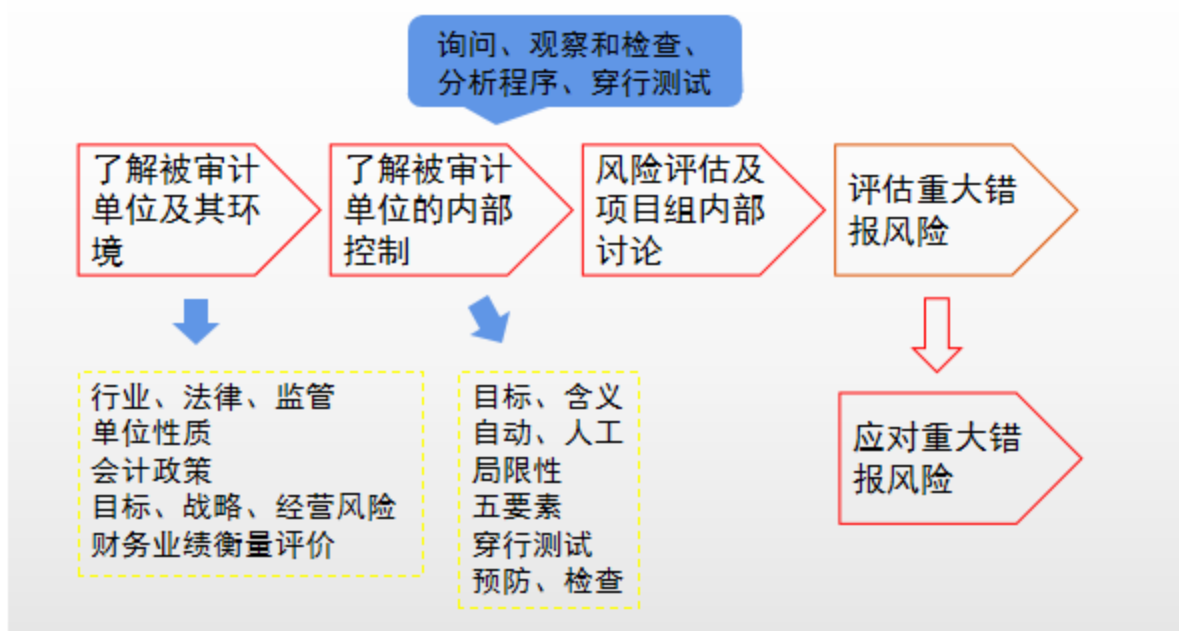 询问、观察和检查、
分析程序、穿行测试
了解被审计
单位及其环
境
了解被审计
单位的内部
控制
风险评估及
项目组内部
讨论
评估重大错
报风险
行业、法律、监管
单位性质
会计政策
目标、战略、经营风险
财务业绩衡量评价
目标、含义
自动、人工
局限性
五要素
穿行测试
预防、检查
应对重大错
报风险